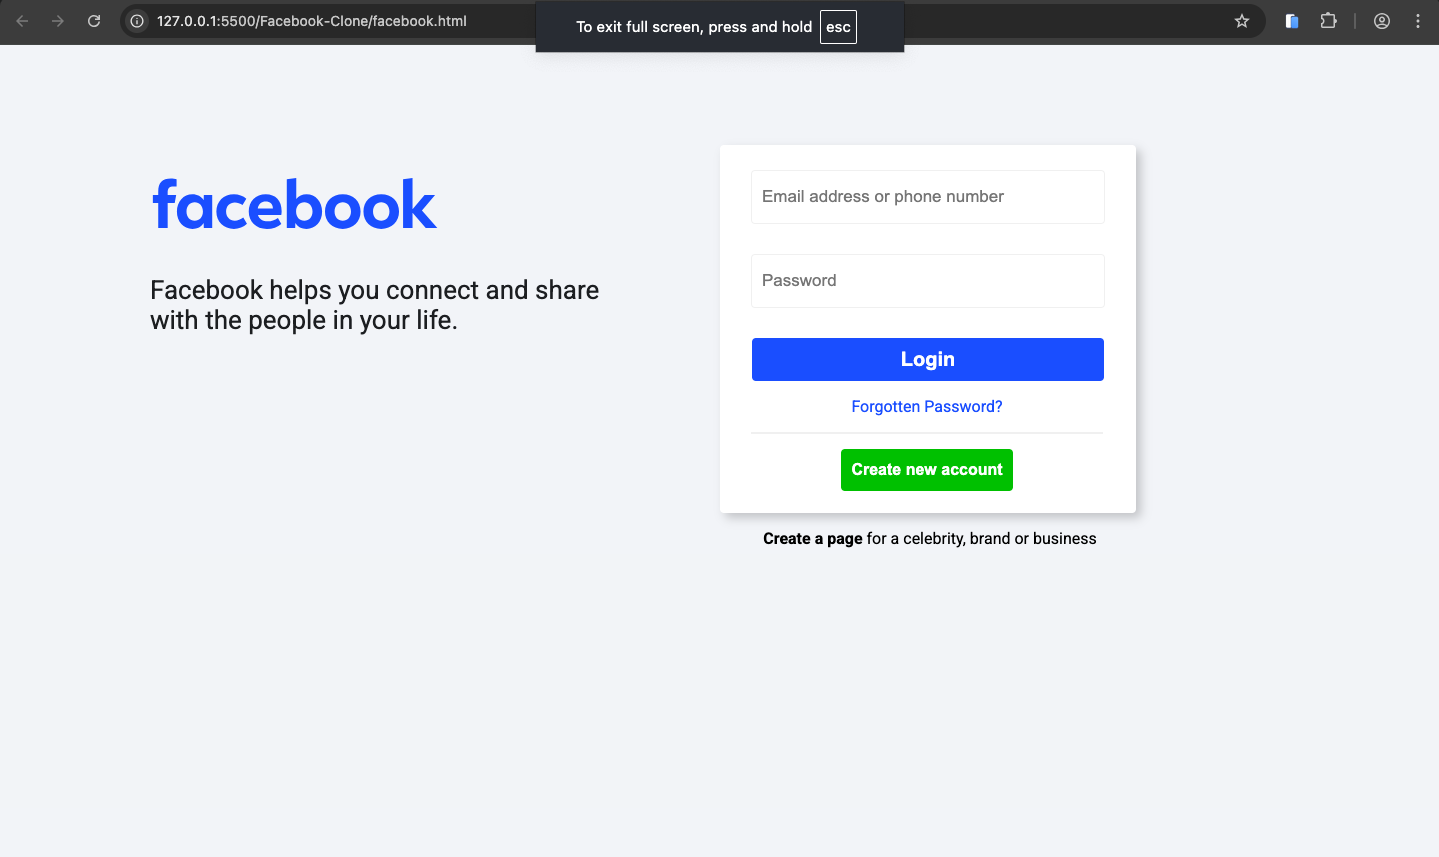 127.0.0.1:5500/Facebook-Clone/facebook.html
To exit full screen, press and hold esc
facebook
Facebook helps you connect and share
with the people in your life.
Email address or phone number
Password
Login
Forgotten Password?
Create new account
Create a page for a celebrity, brand or business